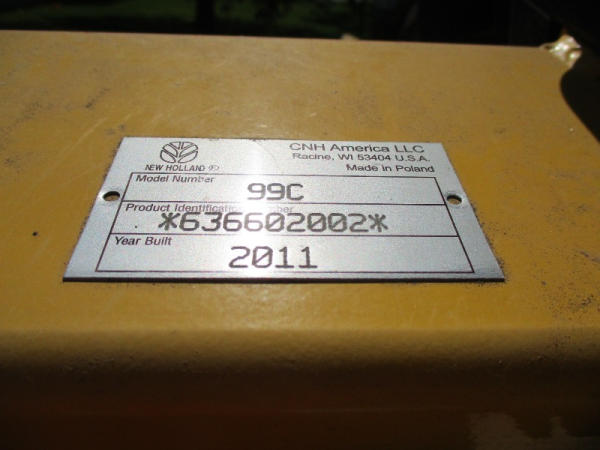 CNH America LLC
Racine, WI 53404 U.S.A.
NEW HOLLAND
Made in Poland
Model Number 99C
Product Identification Number
*636602002*
Year Built 2011